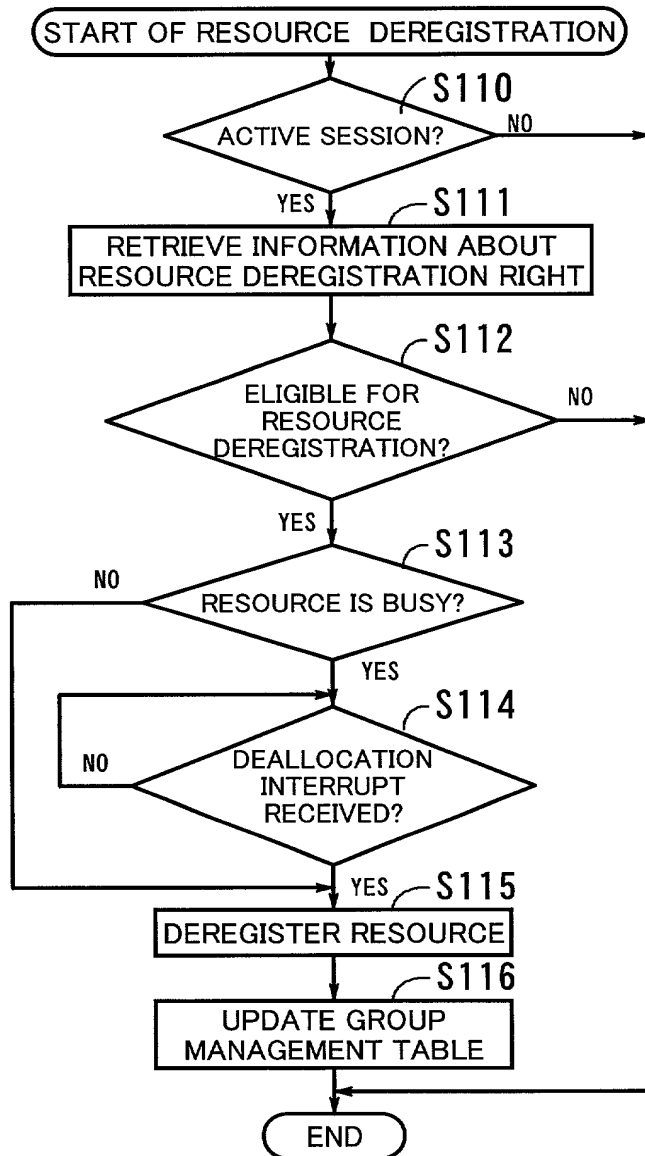 START OF RESOURCE DEREGISTRATION
S110
ACTIVE SESSION?
NO
YES
S111
RETRIEVE INFORMATION ABOUT
RESOURCE DEREGISTRATION RIGHT
S112
ELIGIBLE FOR
RESOURCE
DEREGISTRATION?
NO
YES
S113
NO
RESOURCE IS BUSY?
YES
S114
NO
DEALLOCATION
INTERRUPT
RECEIVED?
YES
S115
DEREGISTER RESOURCE
S116
UPDATE GROUP
MANAGEMENT TABLE
END